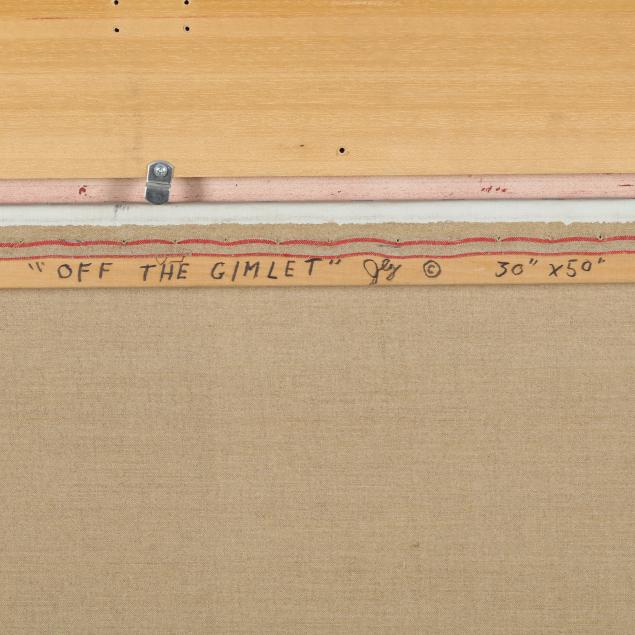 "OFF THE GIMLET" © 30" x 50"